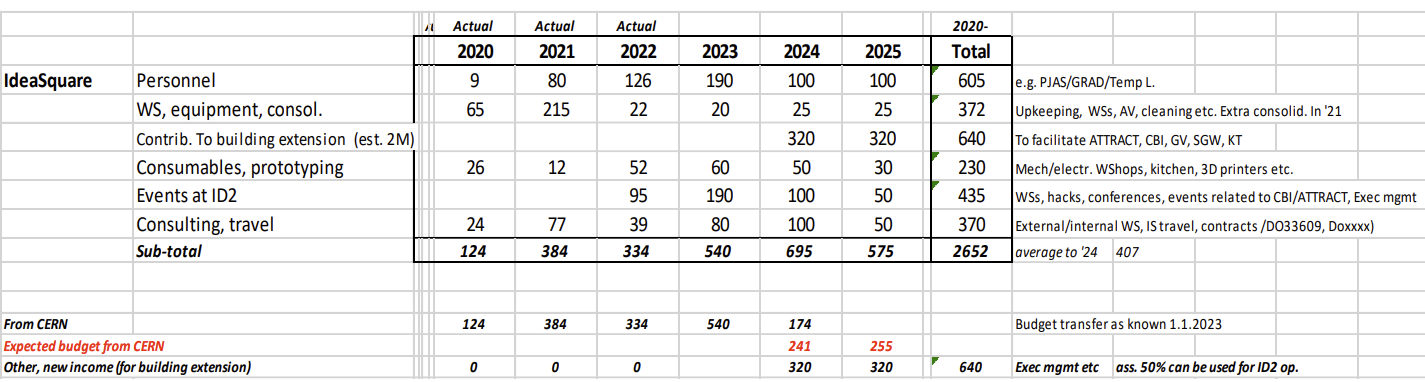 Actual Actual Actual 2020-
2020 2021 2022 2023 2024 2025 Total
IdeaSquare Personnel 9 80 126 190 100 100 605 e.g. PJAS/GRAD/Temp L.
WS, equipment, consol. 65 215 22 20 25 25 372 Upkeeping, WSs, AV, cleaning etc. Extra consolid. In '21
Contrib. To building extension (est. 2M) 320 320 640 To facilitate ATTRACT, CBI, GV, SGW, KT
Consumables, prototyping 26 12 52 60 50 30 230 Mech/electr. WShops, kitchen, 3D printers etc.
Events at ID2 95 190 100 50 435 WSs, hacks, conferences, events related to CBI/ATTRACT, Exec mgmt
Consulting, travel 24 77 39 80 100 50 370 External/internal WS, IS travel, contracts /DO33609, Doxxxx)
Sub-total 124 384 334 540 695 575 2652 average to '24 407
From CERN 124 384 334 540 174 Budget transfer as known 1.1.2023
Expected budget from CERN 241 255
Other, new income (for building extension) 0 0 0 320 320 640 Exec mgmt etc ass. 50% can be used for ID2 op.